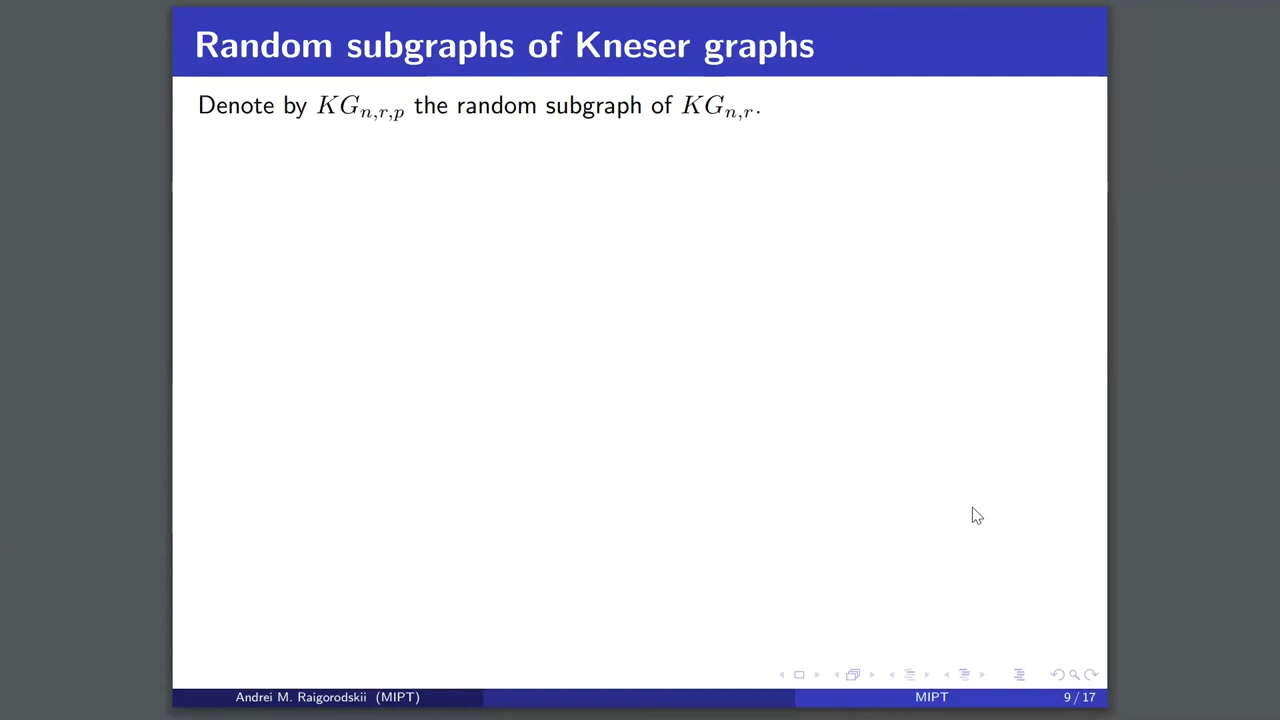 Random subgraphs of Kneser graphs
Denote by $KG_{n,r,p}$ the random subgraph of $KG_{n,r}$.
Andrei M. Raigorodskii (MIPT) MIPT 9 / 17